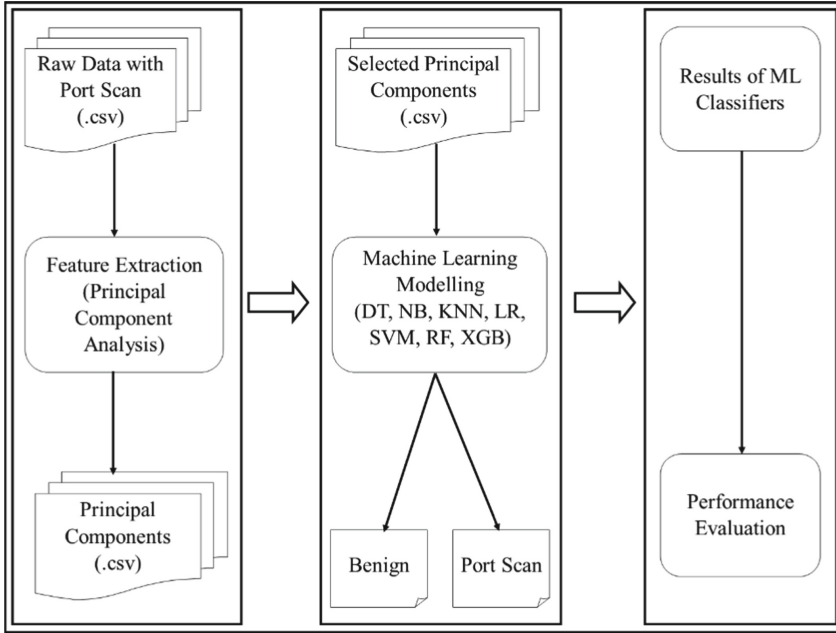 Raw Data with
Port Scan
(.csv)
Feature Extraction
(Principal
Component
Analysis)
Principal
Components
(.csv)
Selected Principal
Components
(.csv)
Machine Learning
Modelling
(DT, NB, KNN, LR,
SVM, RF, XGB)
Benign
Port Scan
Results of ML
Classifiers
Performance
Evaluation